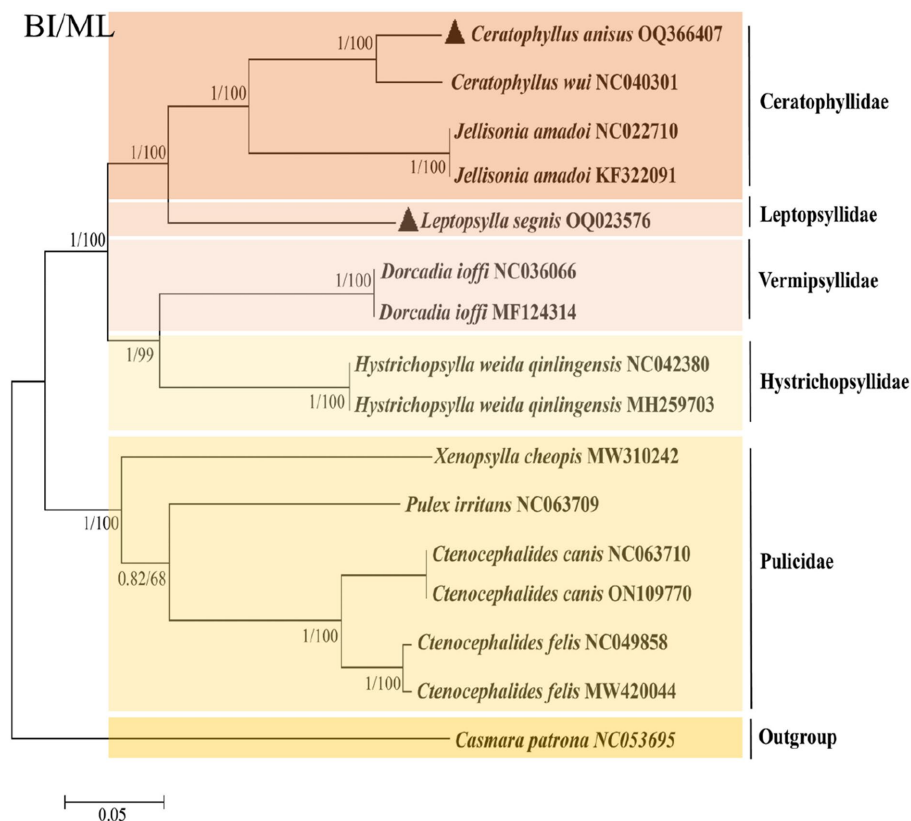 BI/ML
1/100
Ceratophyllus anisus OQ366407
1/100
Ceratophyllus wui NC040301
Ceratophyllidae
Jellisonia amadoi NC022710
1/100
1/100
Jellisonia amadoi KF322091
Leptopsylla segnis OQ023576
Leptopsyllidae
1/100
1/100
Dorcadia ioffi NC036066
Vermipsyllidae
Dorcadia ioffi MF124314
1/99
Hystrichopsylla weida qinlingensis NC042380
Hystrichopsyllidae
1/100
Hystrichopsylla weida qinlingensis MH259703
Xenopsylla cheopis MW310242
Pulex irritans NC063709
1/100
Ctenocephalides canis NC063710
Pulicidae
0.82/68
Ctenocephalides canis ON109770
1/100
Ctenocephalides felis NC049858
1/100
Ctenocephalides felis MW420044
Casmara patrona NC053695
Outgroup
0.05